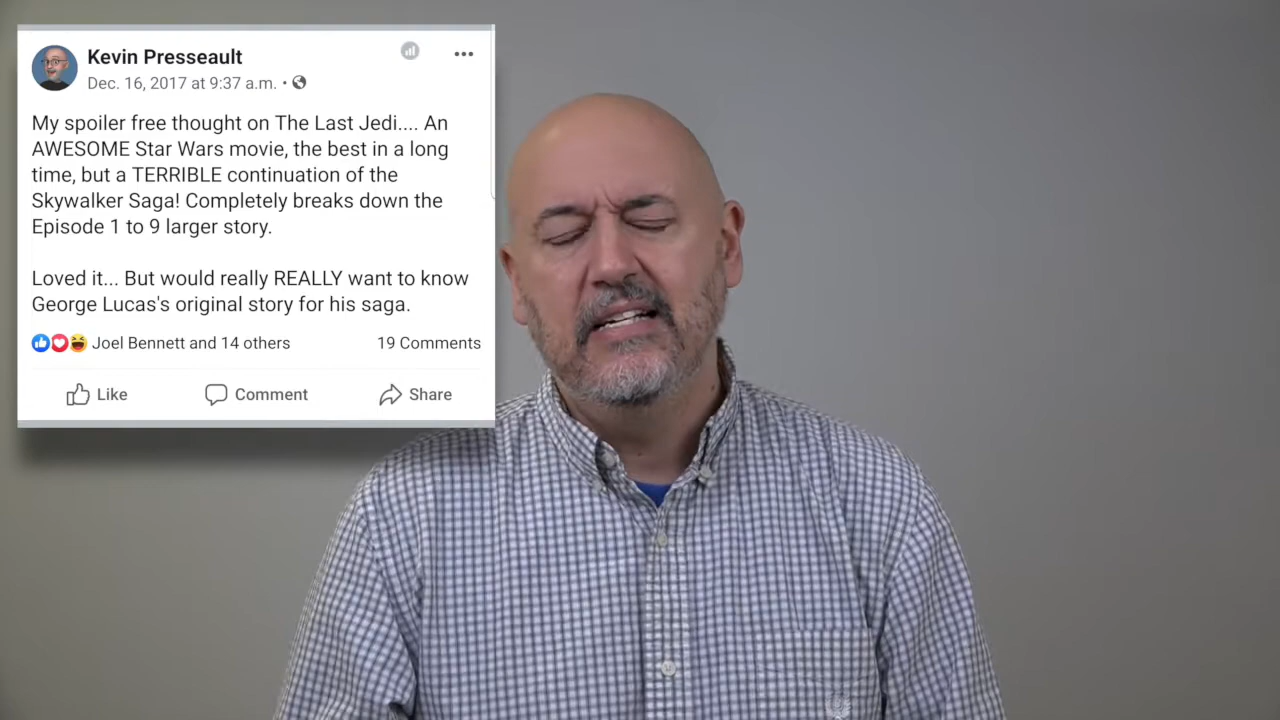 Kevin Presseault
Dec. 16, 2017 at 9:37 a.m. •
My spoiler free thought on The Last Jedi.... An
AWESOME Star Wars movie, the best in a long
time, but a TERRIBLE continuation of the
Skywalker Saga! Completely breaks down the
Episode 1 to 9 larger story.
Loved it... But would really REALLY want to know
George Lucas's original story for his saga.
Joel Bennett and 14 others 19 Comments
Like Comment Share